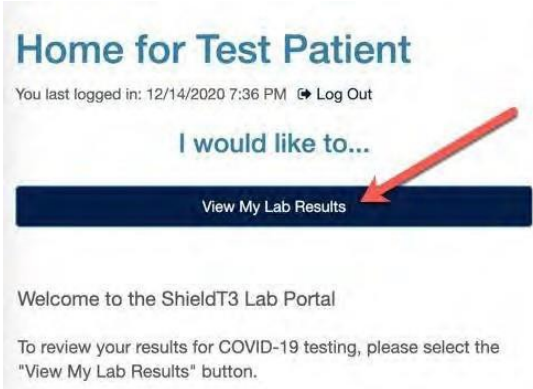 Home for Test Patient
You last logged in: 12/14/2020 7:36 PM Log Out
I would like to...
View My Lab Results
Welcome to the ShieldT3 Lab Portal
To review your results for COVID-19 testing, please select the
"View My Lab Results" button.